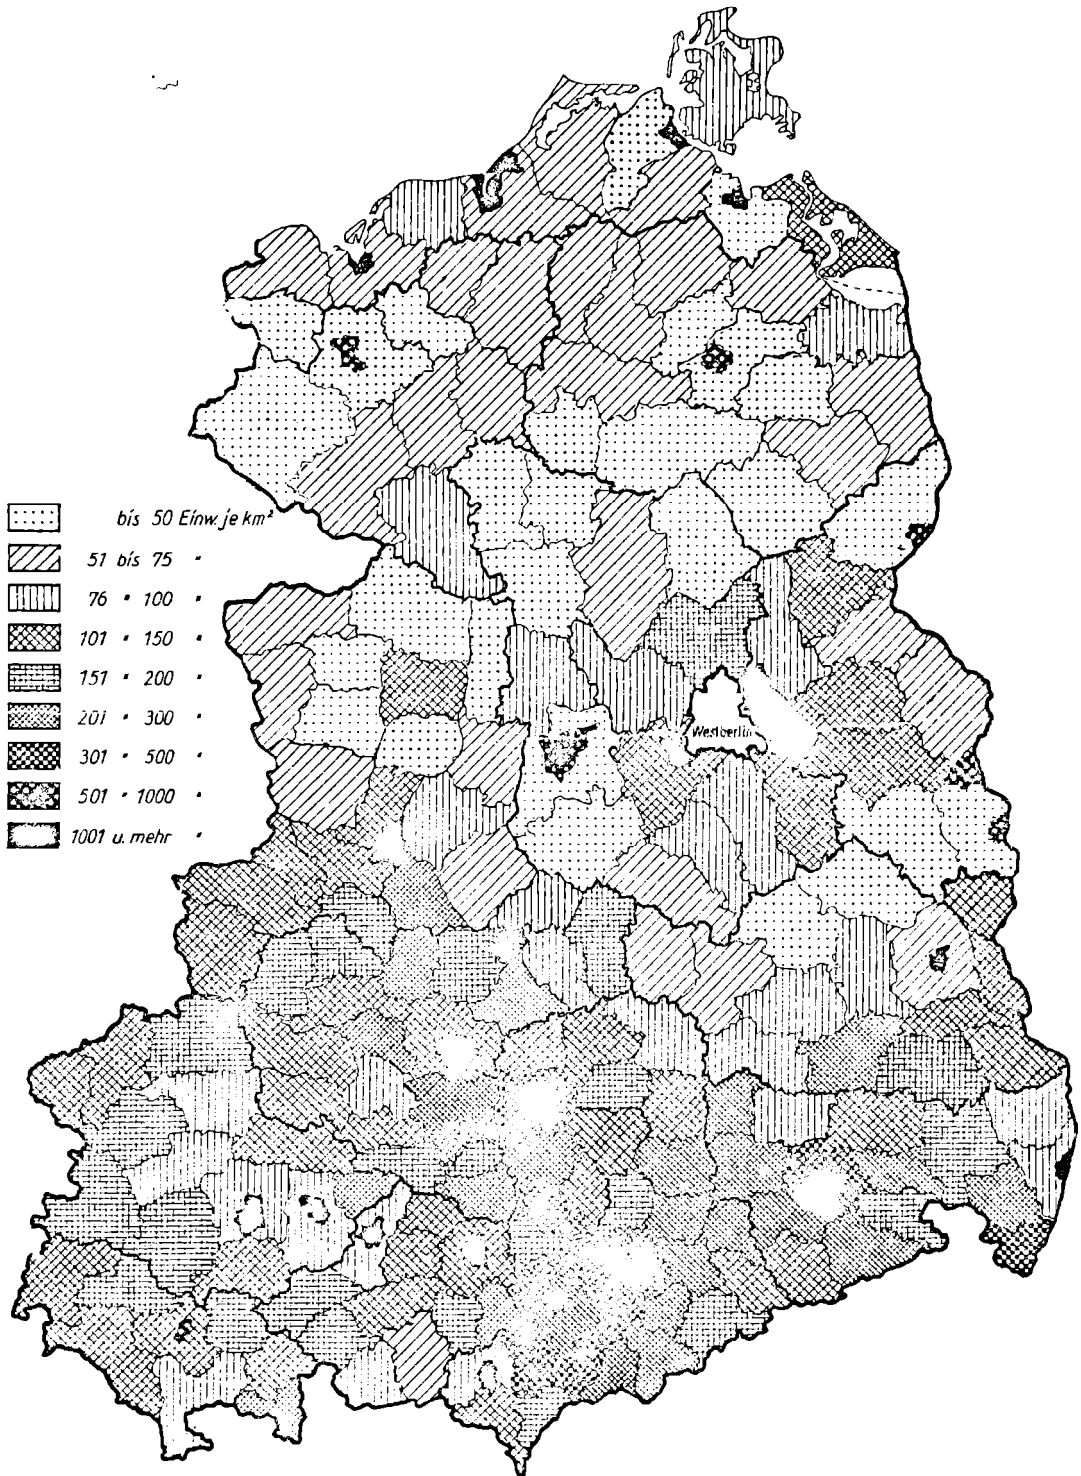 bis 50 Einw. je km²
51 bis 75 "
76 " 100 "
101 " 150 "
151 " 200 "
201 " 300 "
301 " 500 "
501 " 1000 "
1001 u. mehr "
Westberlin